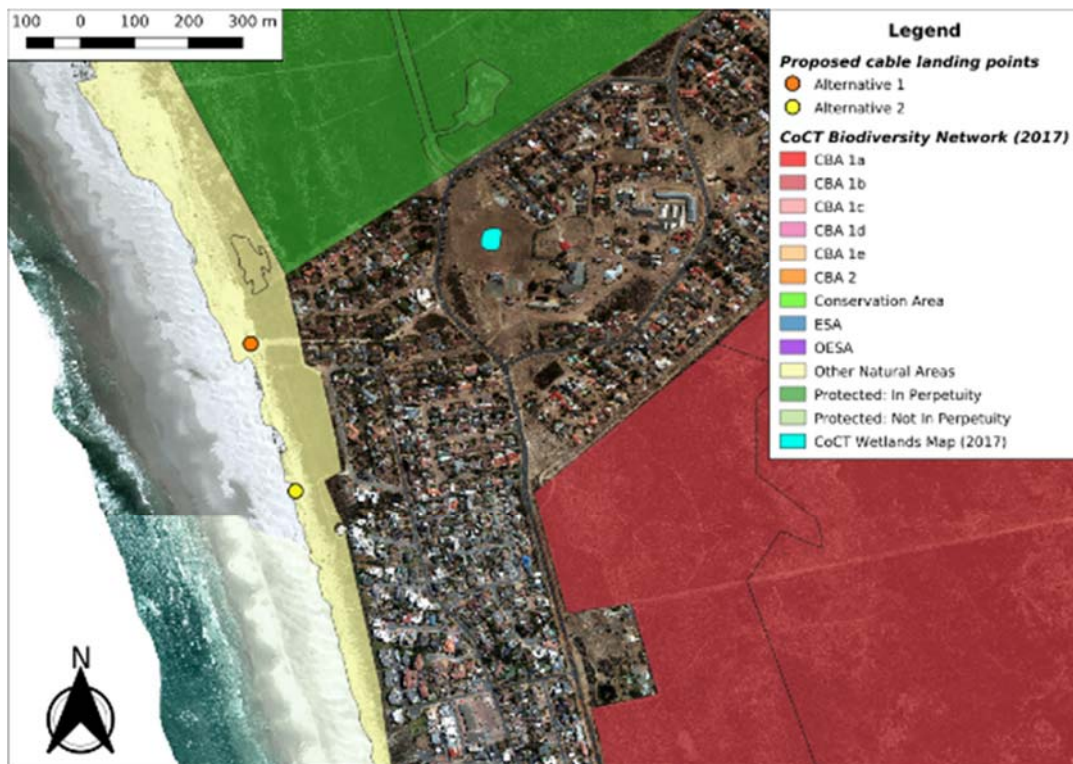 100 0 100 200 300 m
Legend
Proposed cable landing points
Alternative 1
Alternative 2
CoCT Biodiversity Network (2017)
CBA 1a
CBA 1b
CBA 1c
CBA 1d
CBA 1e
CBA 2
Conservation Area
ESA
OESA
Other Natural Areas
Protected: In Perpetuity
Protected: Not In Perpetuity
CoCT Wetlands Map (2017)
N